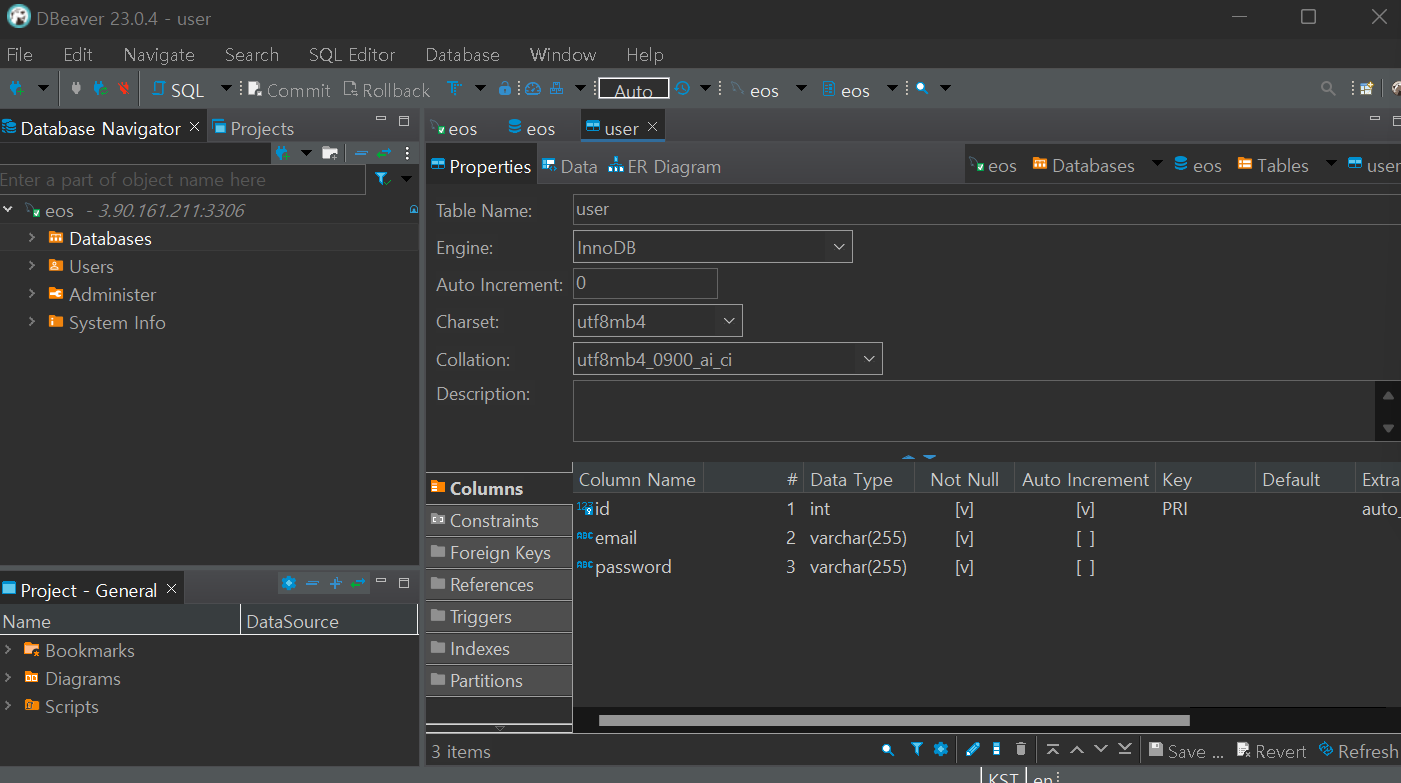 DBeaver 23.0.4 - user
File Edit Navigate Search SQL Editor Database Window Help
SQL Commit Rollback Auto eos eos
Database Navigator Projects
Enter a part of object name here
eos - 3.90.161.211:3306
Databases
Users
Administer
System Info
Project - General
Name DataSource
Bookmarks
Diagrams
Scripts
eos eos user
Properties Data ER Diagram eos Databases eos Tables user
Table Name: user
Engine: InnoDB
Auto Increment: 0
Charset: utf8mb4
Collation: utf8mb4_0900_ai_ci
Description:
Columns
Constraints
Foreign Keys
References
Triggers
Indexes
Partitions
Column Name # Data Type Not Null Auto Increment Key Default Extra
123 id 1 int [v] [v] PRI auto_
ABC email 2 varchar(255) [v] [ ]
ABC password 3 varchar(255) [v] [ ]
3 items Save ... Revert Refresh
KST en